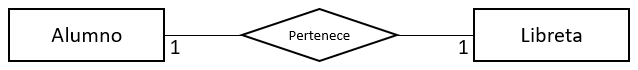 Alumno
1
Pertenece
1
Libreta